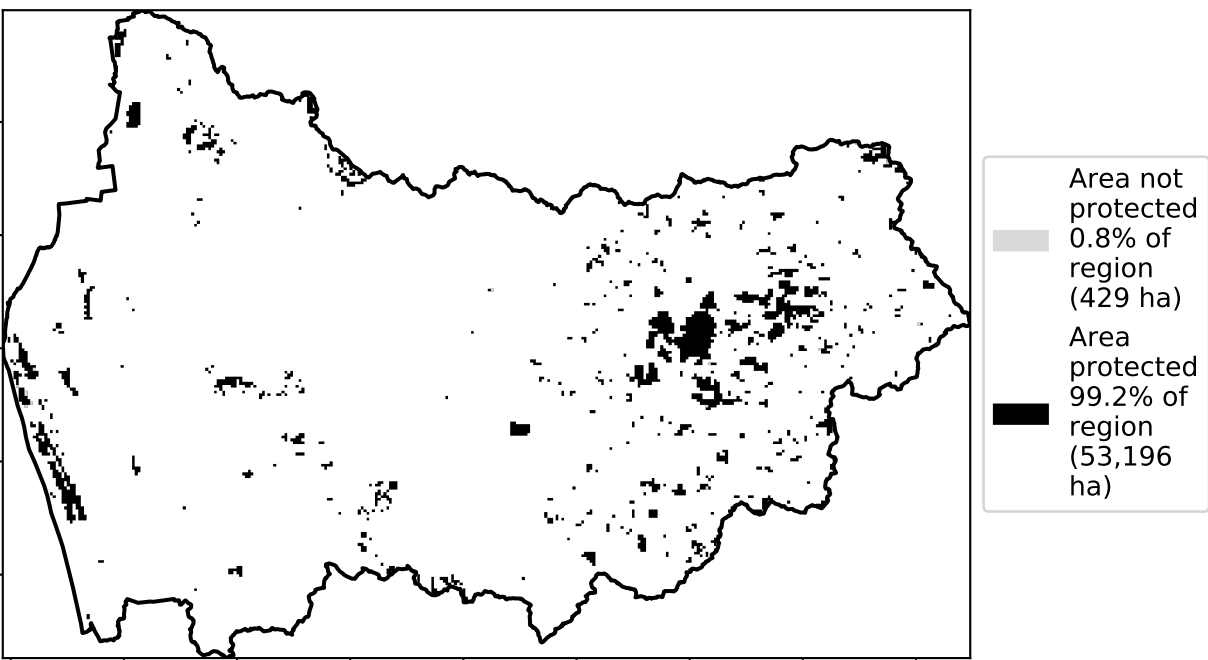 Area not
protected
0.8% of
region
(429 ha)
Area
protected
99.2% of
region
(53,196
ha)